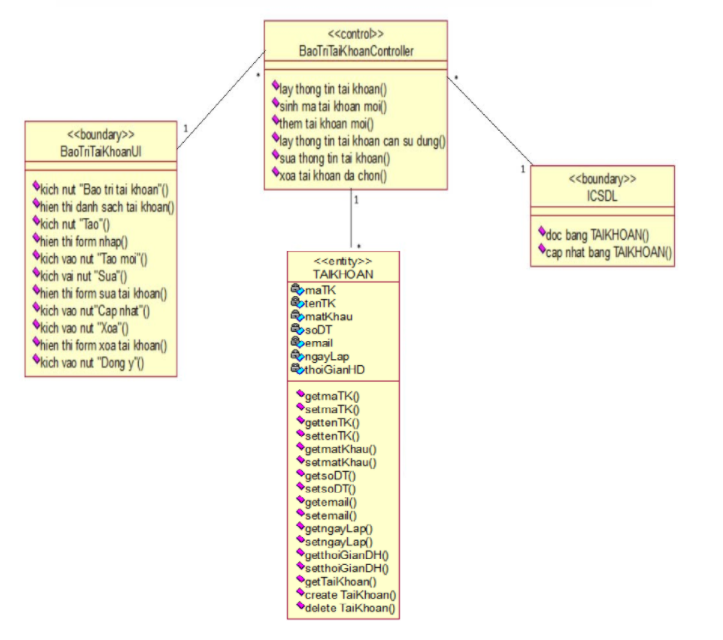 <<control>>
BaoTriTaiKhoanController
lay thong tin tai khoan()
sinh ma tai khoan moi()
them tai khoan moi()
lay thong tin tai khoan can su dung()
sua thong tin tai khoan()
xoa tai khoan da chon()
*
*
1
1
1
*
<<boundary>>
BaoTriTaiKhoanUI
kich nut "Bao tri tai khoan"()
hien thi danh sach tai khoan()
kich nut "Tao"()
hien thi form nhap()
kich vao nut "Tao moi"()
kich vai nut "Sua"()
hien thi form sua tai khoan()
kich vao nut"Cap nhat"()
kich vao nut "Xoa"()
hien thi form xoa tai khoan()
kich vao nut "Dong y"()
<<boundary>>
ICSDL
doc bang TAIKHOAN()
cap nhat bang TAIKHOAN()
<<entity>>
TAIKHOAN
maTK
tenTK
matKhau
soDT
email
ngayLap
thoiGianHD
getmaTK()
setmaTK()
gettenTK()
settenTK()
getmatKhau()
setmatKhau()
getsoDT()
setsoDT()
getemail()
setemail()
getngayLap()
setngayLap()
getthoiGianDH()
setthoiGianDH()
getTaiKhoan()
create TaiKhoan()
delete TaiKhoan()